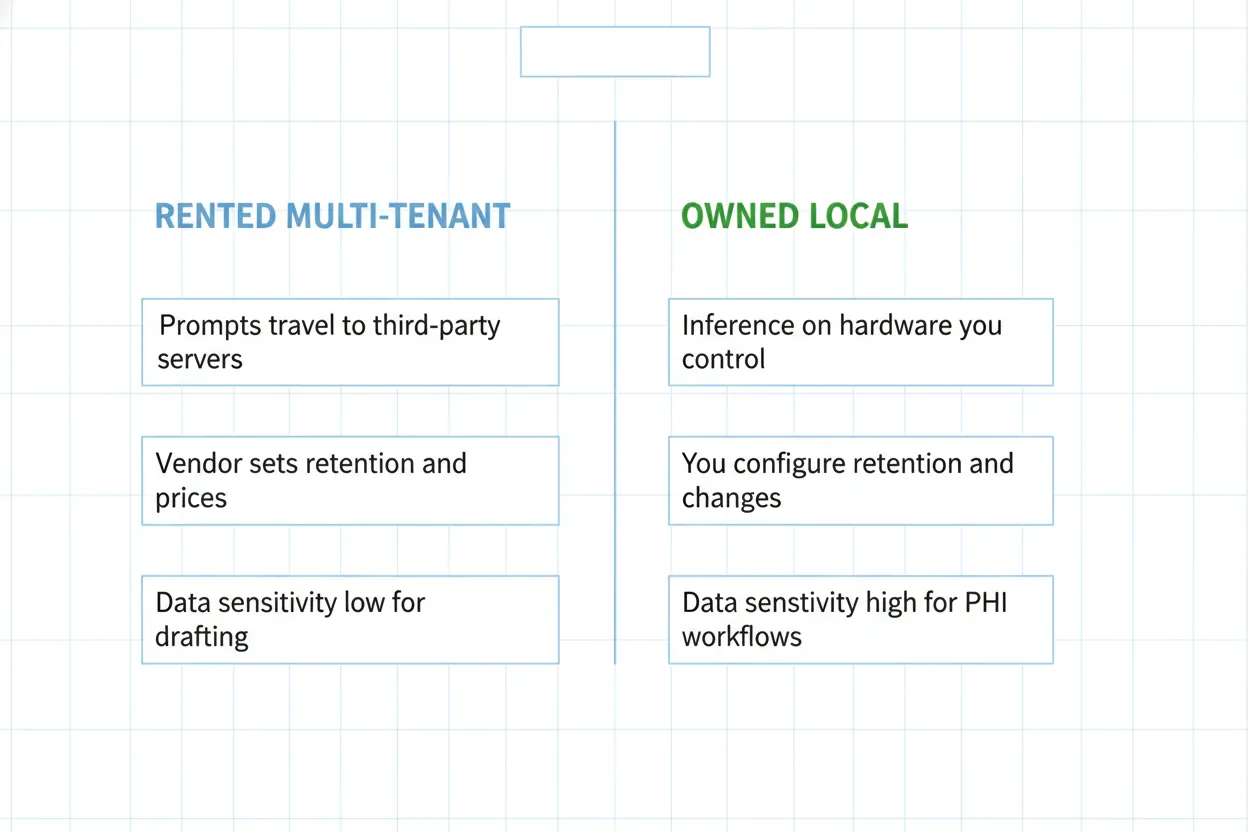 RENTED MULTI-TENANT
Prompts travel to third-party
servers
Vendor sets retention and
prices
Data sensitivity low for
drafting
OWNED LOCAL
Inference on hardware you
control
You configure retention and
changes
Data senstivity high for PHI
workflows